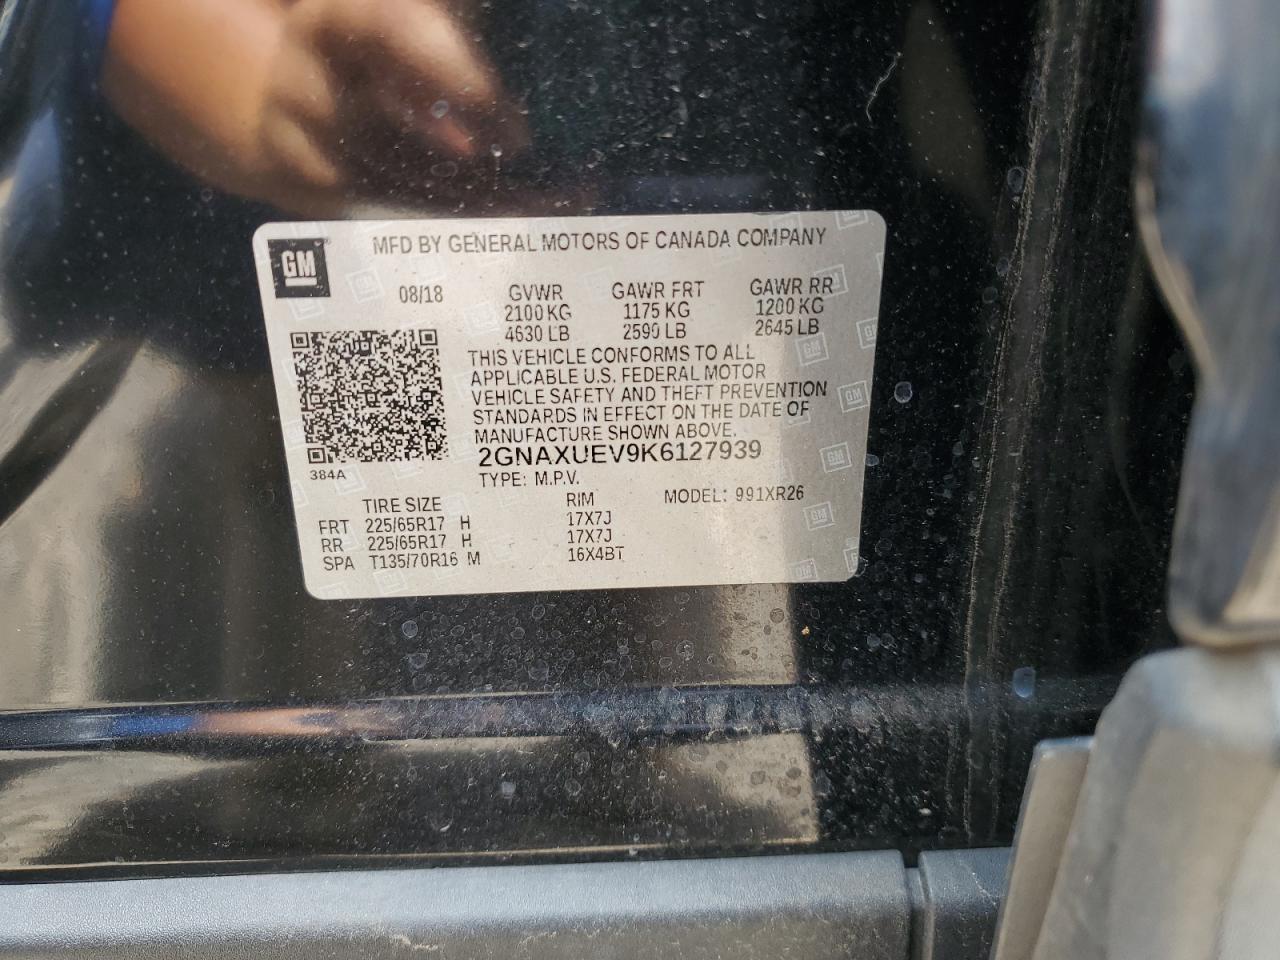 GM
MFD BY GENERAL MOTORS OF CANADA COMPANY
08/18 GVWR GAWR FRT GAWR RR
2100 KG 1175 KG 1200 KG
4630 LB 2590 LB 2645 LB
THIS VEHICLE CONFORMS TO ALL
APPLICABLE U.S. FEDERAL MOTOR
VEHICLE SAFETY AND THEFT PREVENTION
STANDARDS IN EFFECT ON THE DATE OF
MANUFACTURE SHOWN ABOVE.
2GNAXUEV9K6127939
384A
TYPE: M.P.V.
TIRE SIZE RIM MODEL: 991XR26
FRT 225/65R17 H 17X7J
RR 225/65R17 H 17X7J
SPA T135/70R16 M 16X4BT